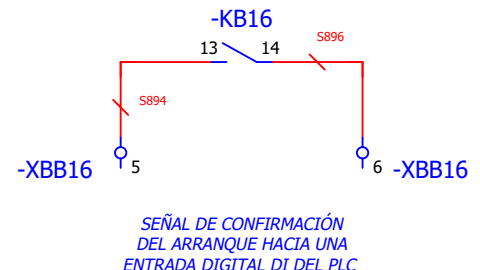 -KB16
S896
13 14
S894
-XBB16 5
6 -XBB16
SEÑAL DE CONFIRMACIÓN
DEL ARRANQUE HACIA UNA
ENTRADA DIGITAL DI DEL PLC